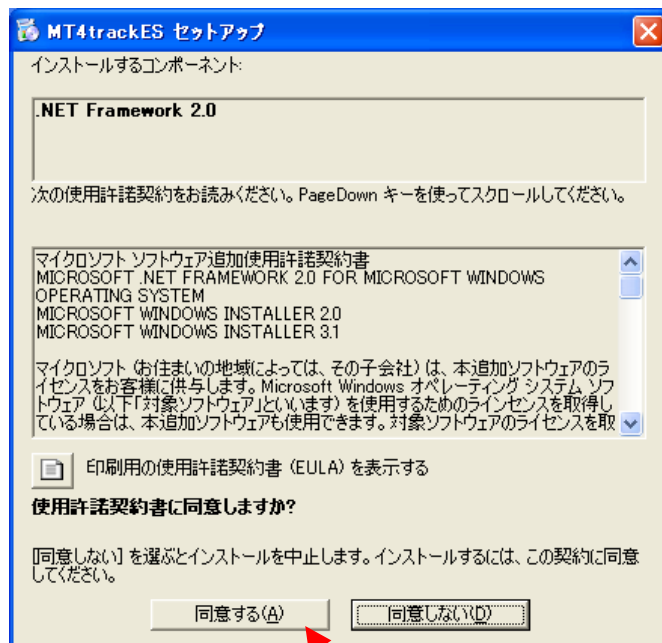 MT4trackES セットアップ
インストールするコンポーネント:
.NET Framework 2.0
次の使用許諾契約をお読みください。PageDown キーを使ってスクロールしてください。
マイクロソフト ソフトウェア追加使用許諾契約書
MICROSOFT .NET FRAMEWORK 2.0 FOR MICROSOFT WINDOWS
OPERATING SYSTEM
MICROSOFT WINDOWS INSTALLER 2.0
MICROSOFT WINDOWS INSTALLER 3.1
マイクロソフト (お住まいの地域によっては、その子会社) は、本追加ソフトウェアのラ
イセンスをお客様に供与します。Microsoft Windows オペレーティング システム ソフ
トウェア (以下「対象ソフトウェア」といいます) を使用するためのラインセンスを取得し
ている場合は、本追加ソフトウェアも使用できます。対象ソフトウェアのライセンスを取
印刷用の使用許諾契約書 (EULA) を表示する
使用許諾契約書に同意しますか?
[同意しない] を選ぶとインストールを中止します。インストールするには、この契約に同意
してください。
同意する(A) 同意しない(D)